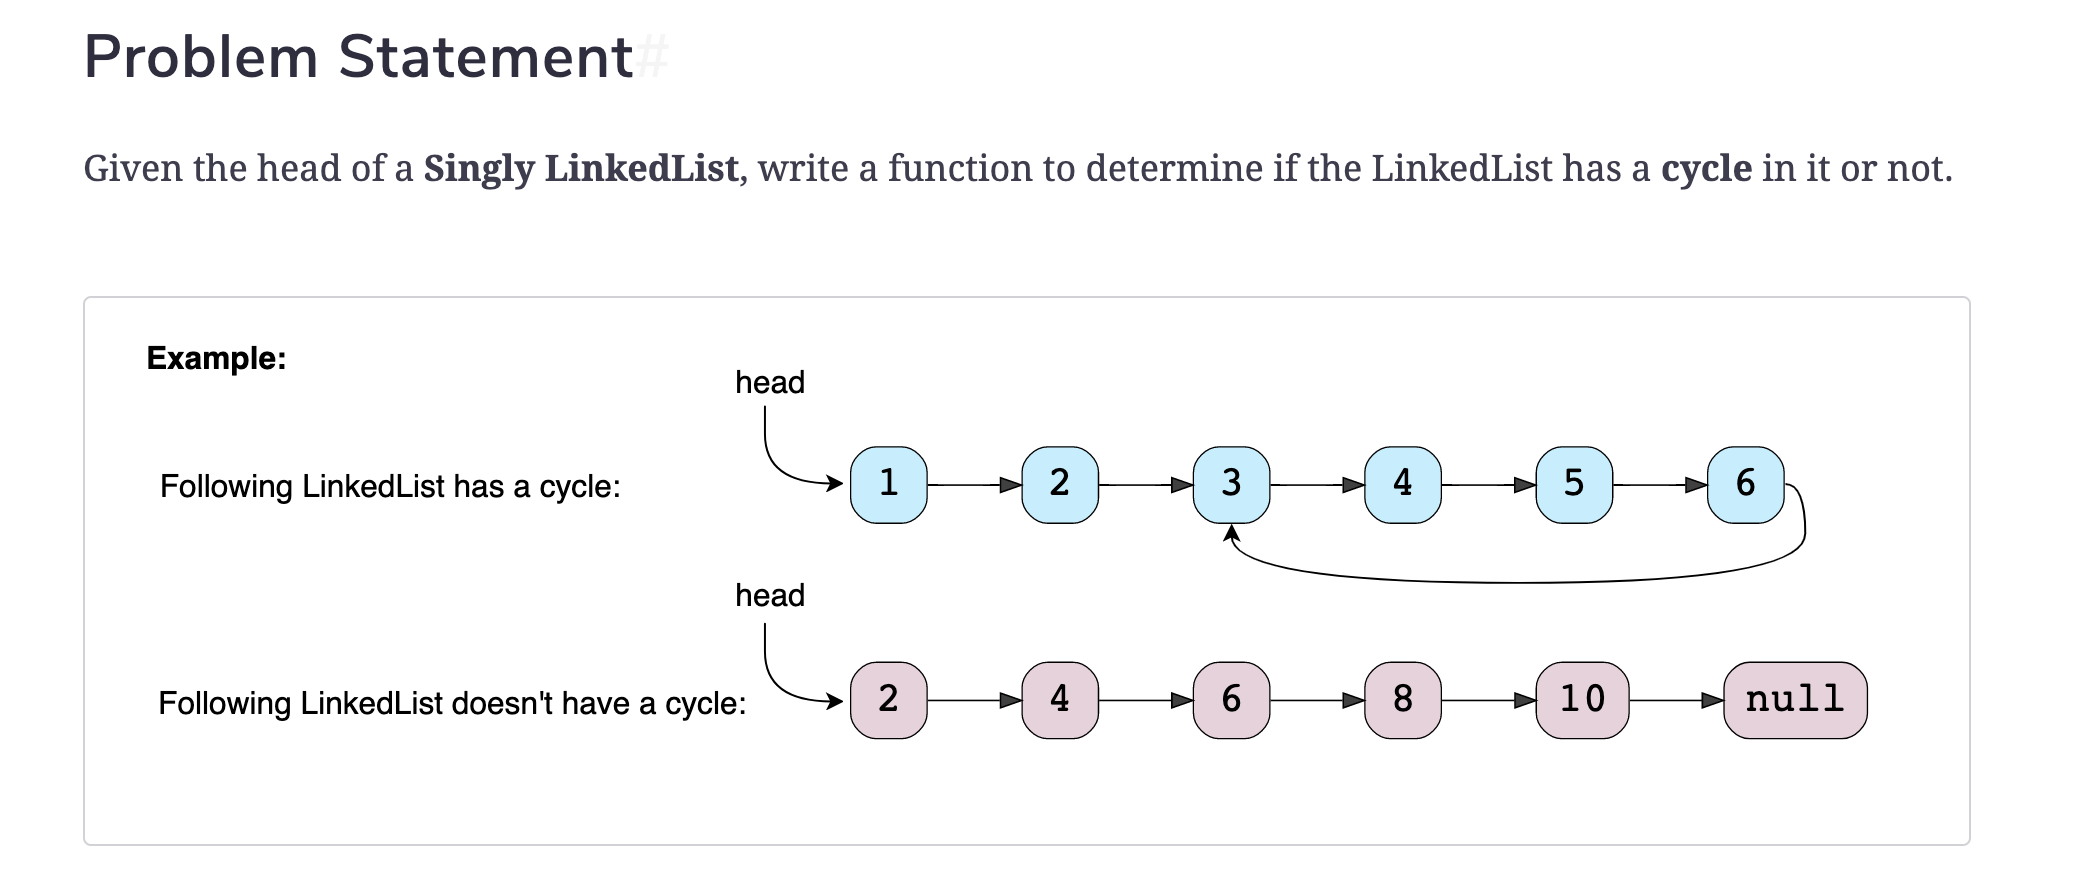 Problem Statement#
Given the head of a Singly LinkedList, write a function to determine if the LinkedList has a cycle in it or not.
Example:
head
Following LinkedList has a cycle:
1 2 3 4 5 6
head
Following LinkedList doesn't have a cycle:
2 4 6 8 10 null